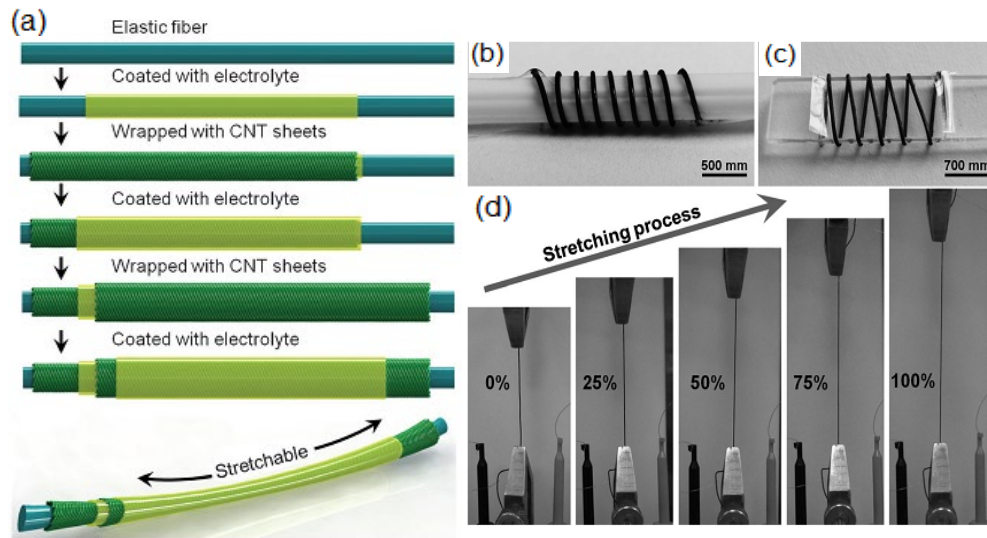 (a)
Elastic fiber
Coated with electrolyte
Wrapped with CNT sheets
Coated with electrolyte
Wrapped with CNT sheets
Coated with electrolyte
Stretchable
(b)
500 mm
(c)
700 mm
(d)
Stretching process
0%
25%
50%
75%
100%